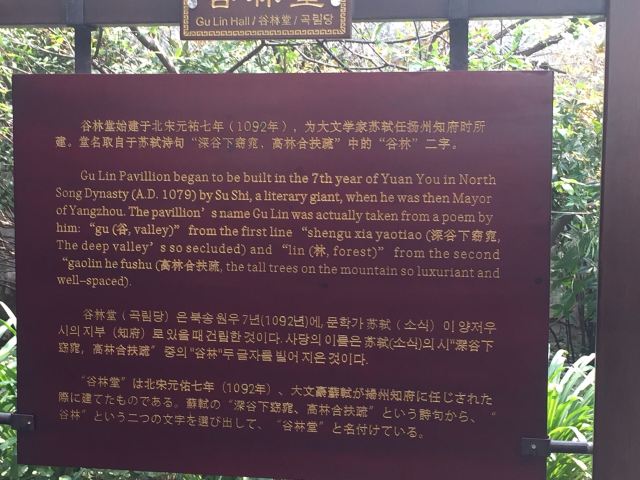 谷林堂
Gu Lin Hall / 谷林堂 / 곡림당
谷林堂始建于北宋元祐七年（1092年），为大文学家苏轼任扬州知府时所
建。堂名取自于苏轼诗句“深谷下窈窕，高林合扶疏”中的“谷林”二字。
Gu Lin Pavillion began to be built in the 7th year of Yuan You in North
Song Dynasty (A.D. 1079) by Su Shi, a literary giant, when he was then Mayor
of Yangzhou. The pavillion’s name Gu Lin was actually taken from a poem by
him: “gu (谷, valley)” from the first line “shengu xia yaotiao (深谷下窈窕,
The deep valley’s so secluded) and “lin (林, forest)” from the second
“gaolin he fushu (高林合扶疏, the tall trees on the mountain so luxuriant and
well–spaced).
谷林堂（곡림당）은 북송 원우 7년(1092년)에, 문학가 苏轼（소식）이 양저우
시의 지부（知府）로 있을 때 건립한 것이다. 사당의 이름은 苏轼(소식)의 시"深谷下
窈窕，高林合扶疏”중의 "谷林"두 글자를 빌어 지은 것이다.
“谷林堂”は北宋元佑七年（1092年）、大文豪蘇軾が揚州知府に任じされた
際に建てたものである。蘇軾の“深谷下窈窕、高林合扶疏”という詩句から、“
谷林”という二つの文字を選び出して、“谷林堂”と名付けている。